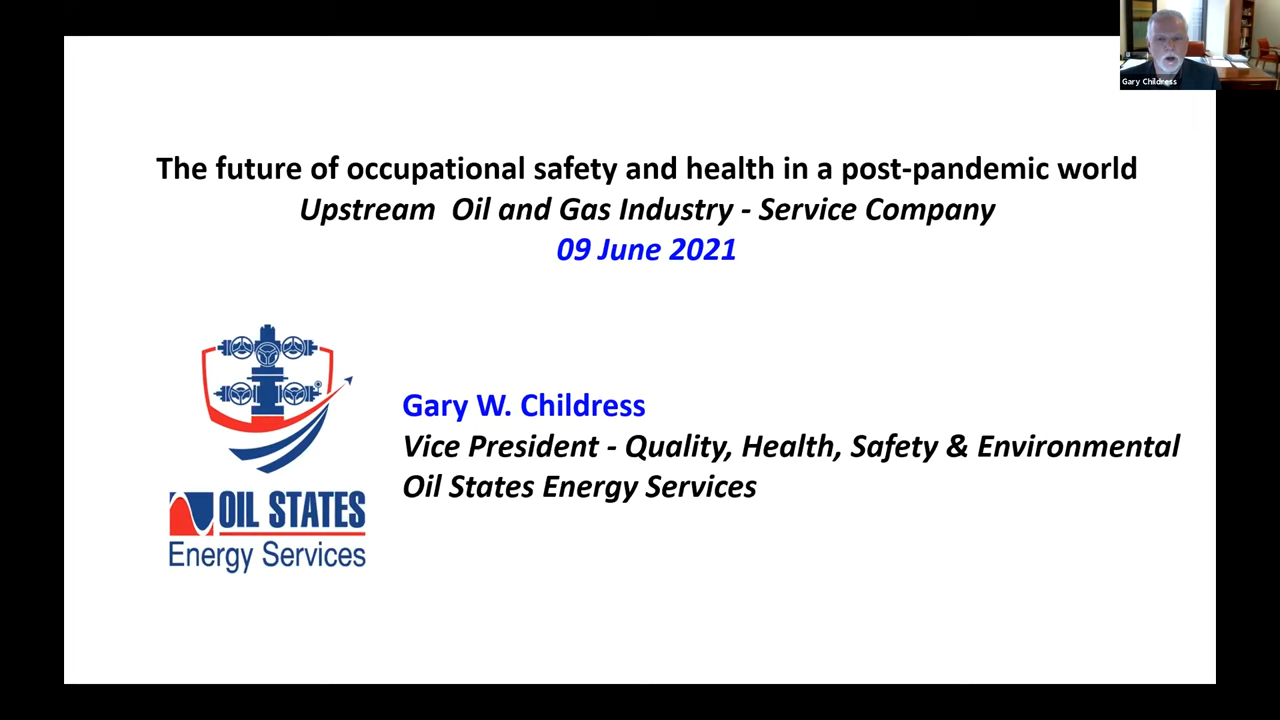 Gary Childress
The future of occupational safety and health in a post-pandemic world
Upstream Oil and Gas Industry - Service Company
09 June 2021
Gary W. Childress
Vice President - Quality, Health, Safety & Environmental
Oil States Energy Services
OIL STATES
Energy Services